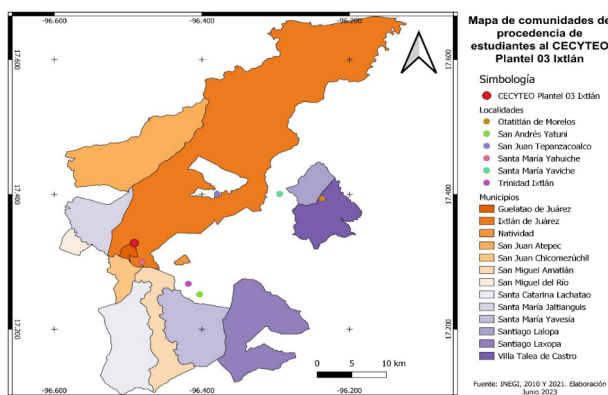 Mapa de comunidades de
procedencia de
estudiantes al CECYTEO
Plantel 03 Ixtlán
Simbología
CECYTEO Plantel 03 Ixtlán
Localidades
Otatitlán de Morelos
San Andrés Yatuni
San Juan Tepanzacoalco
Santa María Yahuiche
Santa María Yaviche
Trinidad Ixtlán
Municipios
Guelatao de Juárez
Ixtlán de Juárez
Natividad
San Juan Atepec
San Juan Chicomezúchil
San Miguel Amatlán
San Miguel del Río
Santa Catarina Lachatao
Santa María Jaltianguis
Santa María Yavesía
Santiago Lalopa
Santiago Laxopa
Villa Talea de Castro
Fuente: INEGI, 2010 Y 2021. Elaboración
Junio 2023
-96.600 -96.400 -96.200
17.600 17.600
17.400 17.400
17.200 17.200
0 5 10 km
-96.600 -96.400 -96.200